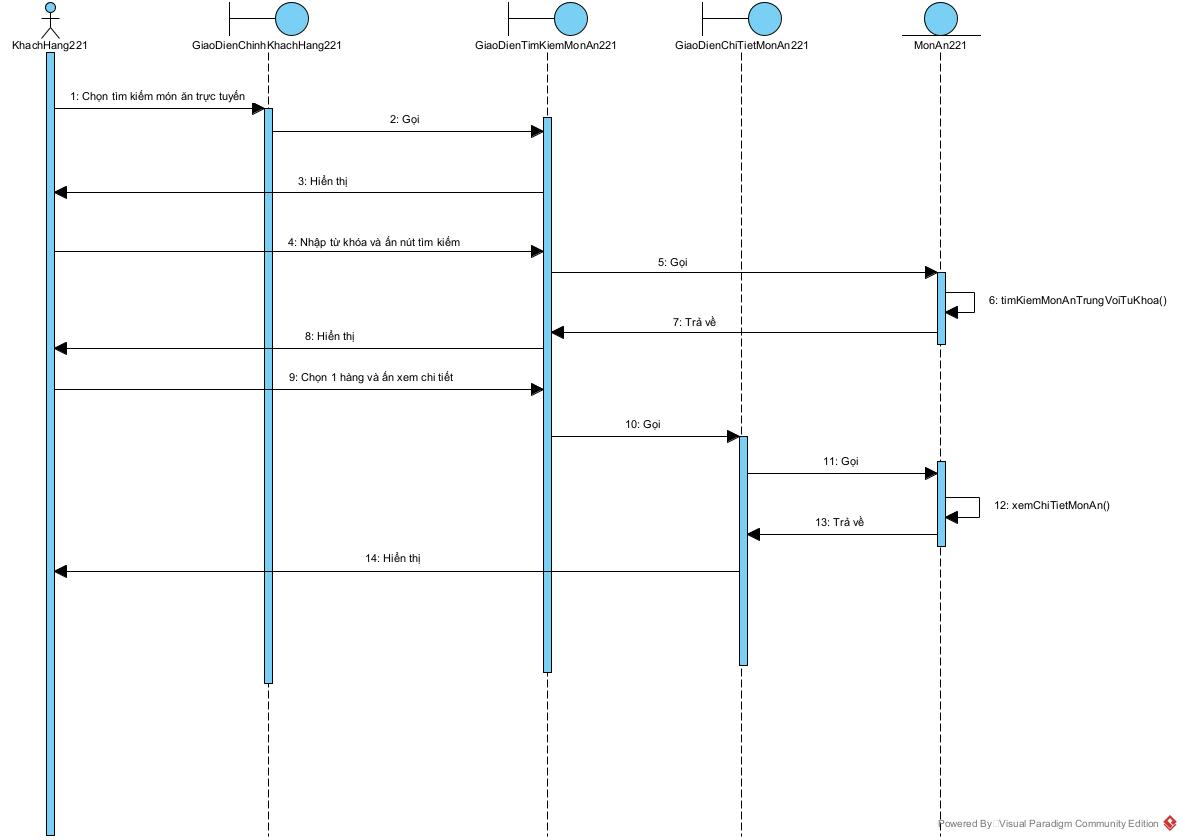 KhachHang221
GiaoDienChinhKhachHang221
GiaoDienTimKiemMonAn221
GiaoDienChiTietMonAn221
MonAn221
1: Chọn tìm kiếm món ăn trực tuyến
2: Gọi
3: Hiển thị
4: Nhập từ khóa và ấn nút tìm kiếm
5: Gọi
6: timKiemMonAnTrungVoiTuKhoa()
7: Trả về
8: Hiển thị
9: Chọn 1 hàng và ấn xem chi tiết
10: Gọi
11: Gọi
12: xemChiTietMonAn()
13: Trả về
14: Hiển thị
Powered By Visual Paradigm Community Edition